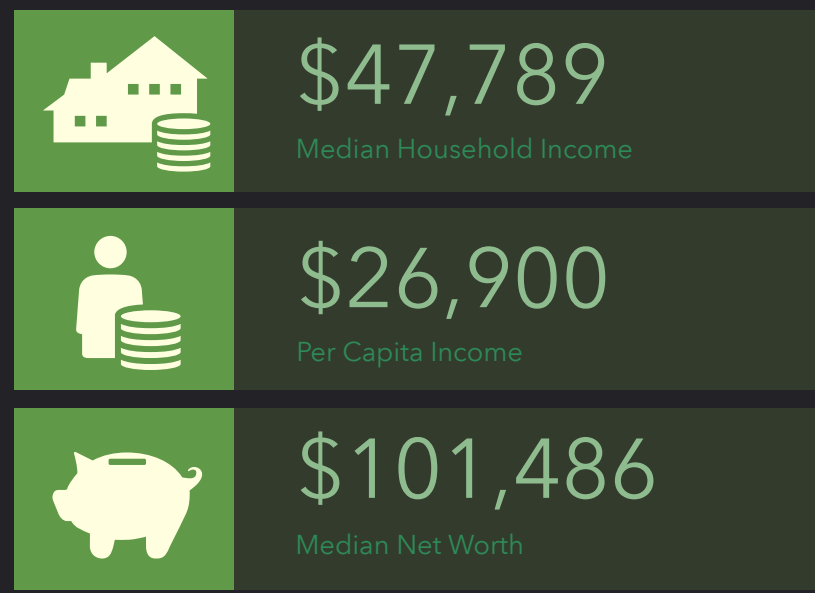 $47,789
Median Household Income
$26,900
Per Capita Income
$101,486
Median Net Worth